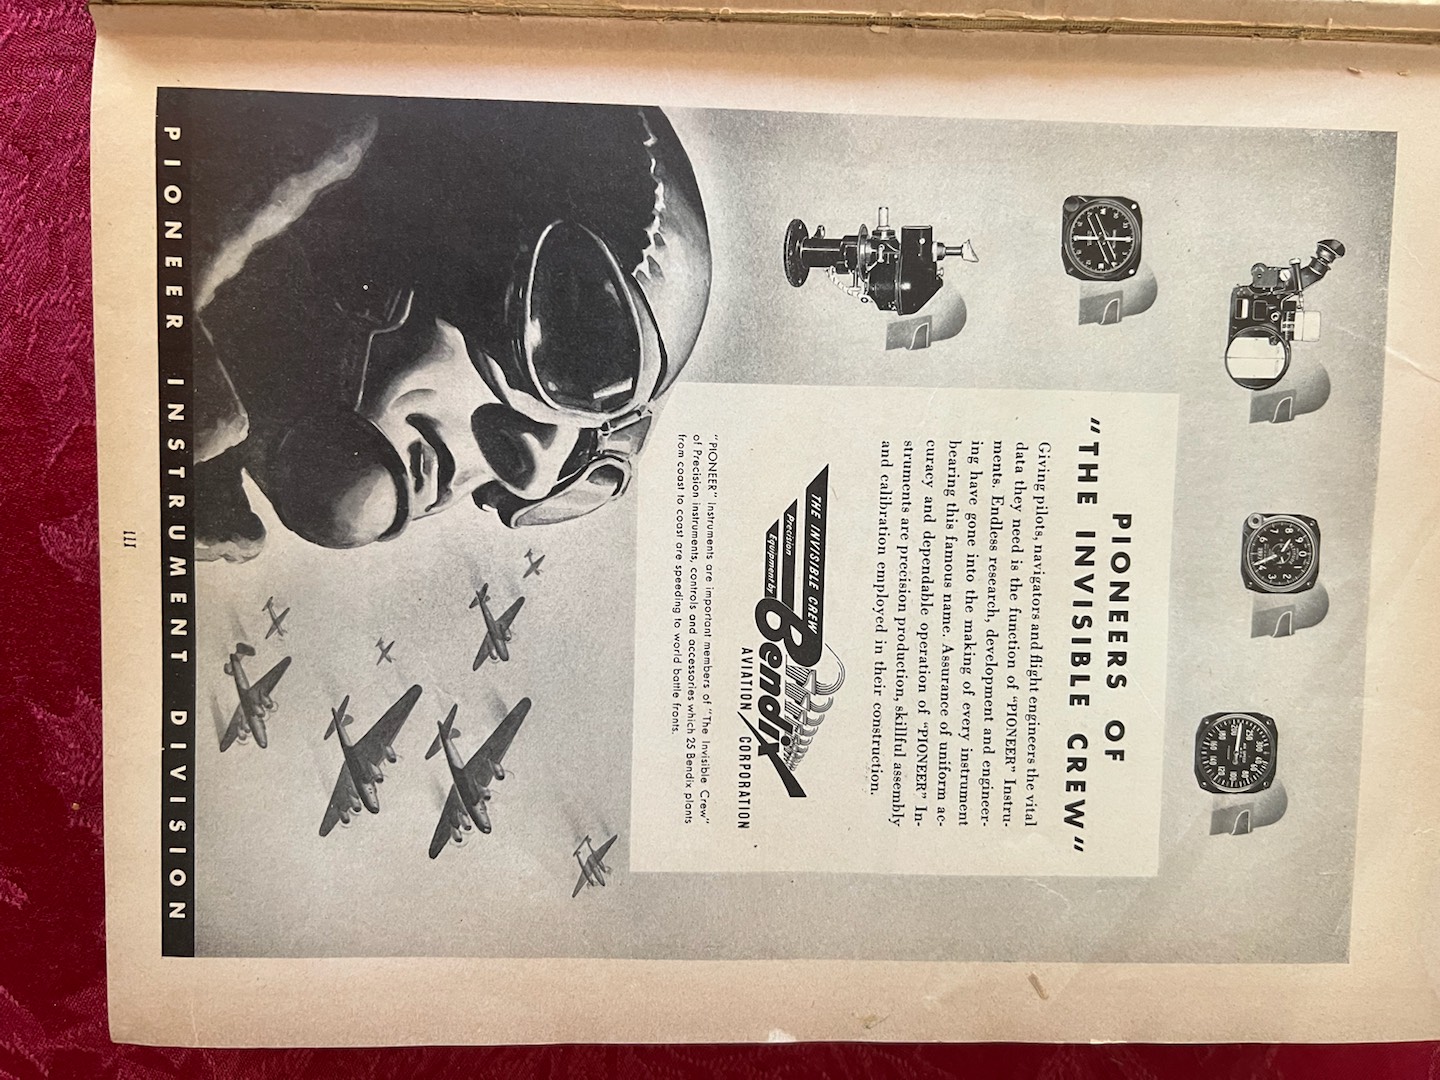 PIONEERS OF
"THE INVISIBLE CREW"
Giving pilots, navigators and flight engineers the vital
data they need is the function of "PIONEER" Instru-
ments. Endless research, development and engineer-
ing have gone into the making of every instrument
bearing this famous name. Assurance of uniform ac-
curacy and dependable operation of "PIONEER" In-
struments are precision production, skillful assembly
and calibration employed in their construction.
THE INVISIBLE CREW
Precision
Equipment by
Bendix
AVIATION CORPORATION
"PIONEER" Instruments are important members of "The Invisible Crew"
of Precision instruments, controls and accessories which 25 Bendix plants
from coast to coast are speeding to world battle fronts.
PIONEER INSTRUMENT DIVISION
III